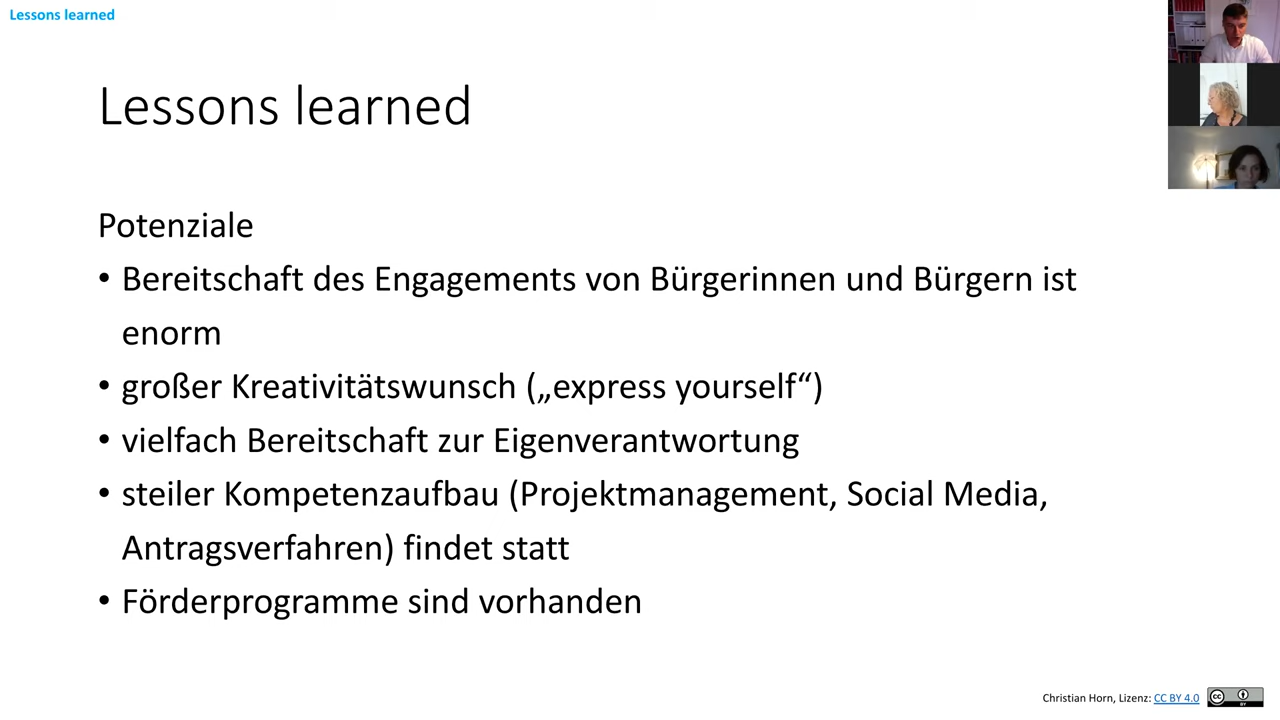 Lessons learned
Lessons learned
Potenziale
• Bereitschaft des Engagements von Bürgerinnen und Bürgern ist
enorm
• großer Kreativitätswunsch („express yourself“)
• vielfach Bereitschaft zur Eigenverantwortung
• steiler Kompetenzaufbau (Projektmanagement, Social Media,
Antragsverfahren) findet statt
• Förderprogramme sind vorhanden
Christian Horn, Lizenz: CC BY 4.0
cc BY